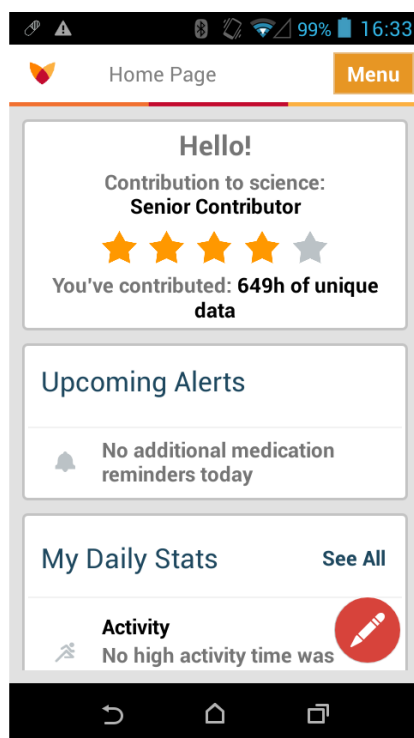 99% 16:33
Home Page Menu
Hello!
Contribution to science:
Senior Contributor
You've contributed: 649h of unique
data
Upcoming Alerts
No additional medication
reminders today
My Daily Stats See All
Activity
No high activity time was